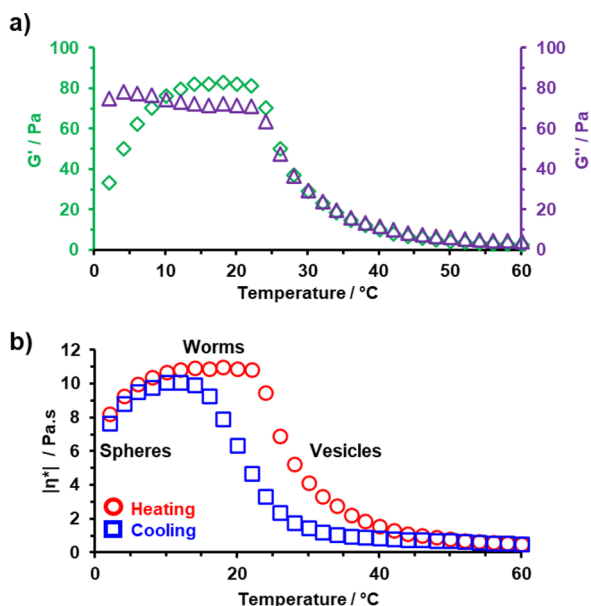 a)
100
80
60
40
20
0
G' / Pa
100
80
60
40
20
0
G" / Pa
0 10 20 30 40 50 60
Temperature / °C
b)
Worms
12
10
8
6
4
2
0
|η*| / Pa.s
Spheres
Vesicles
Heating
Cooling
0 20 40 60
Temperature / °C